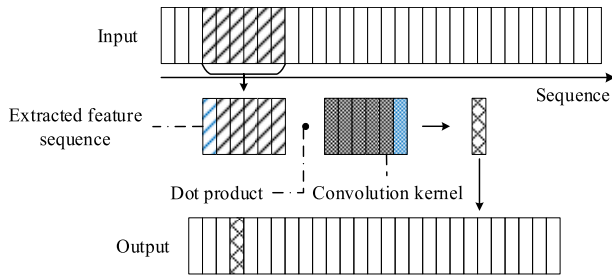 Input
Sequence
Extracted feature
sequence
Dot product
Convolution kernel
Output